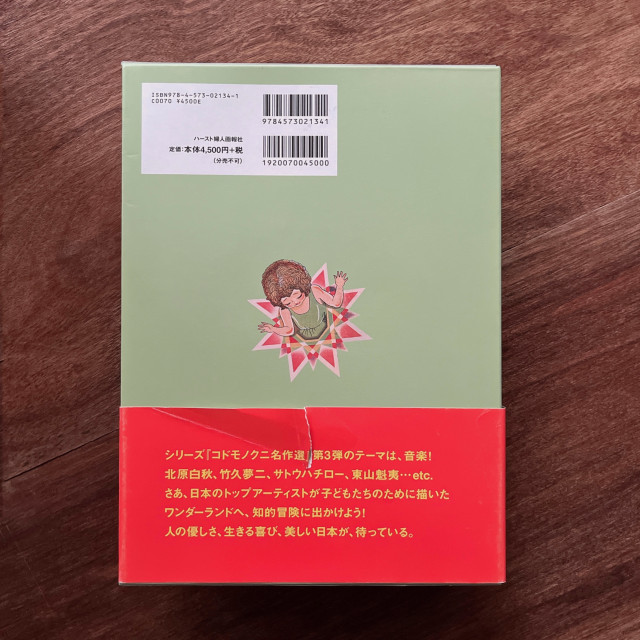 ISBN978-4-573-02134-1
C0070 ¥4500E
9784573021341
ハースト婦人画報社
定価：本体4,500円+税
（分売不可）
1920070045000
シリーズ『コドモノクニ名作選』第3弾のテーマは、音楽！
北原白秋、竹久夢二、サトウハチロー、東山魁夷…etc.
さあ、日本のトップアーティストが子どもたちのために描いた
ワンダーランドへ、知的冒険に出かけよう！
人の優しさ、生きる喜び、美しい日本が、待っている。